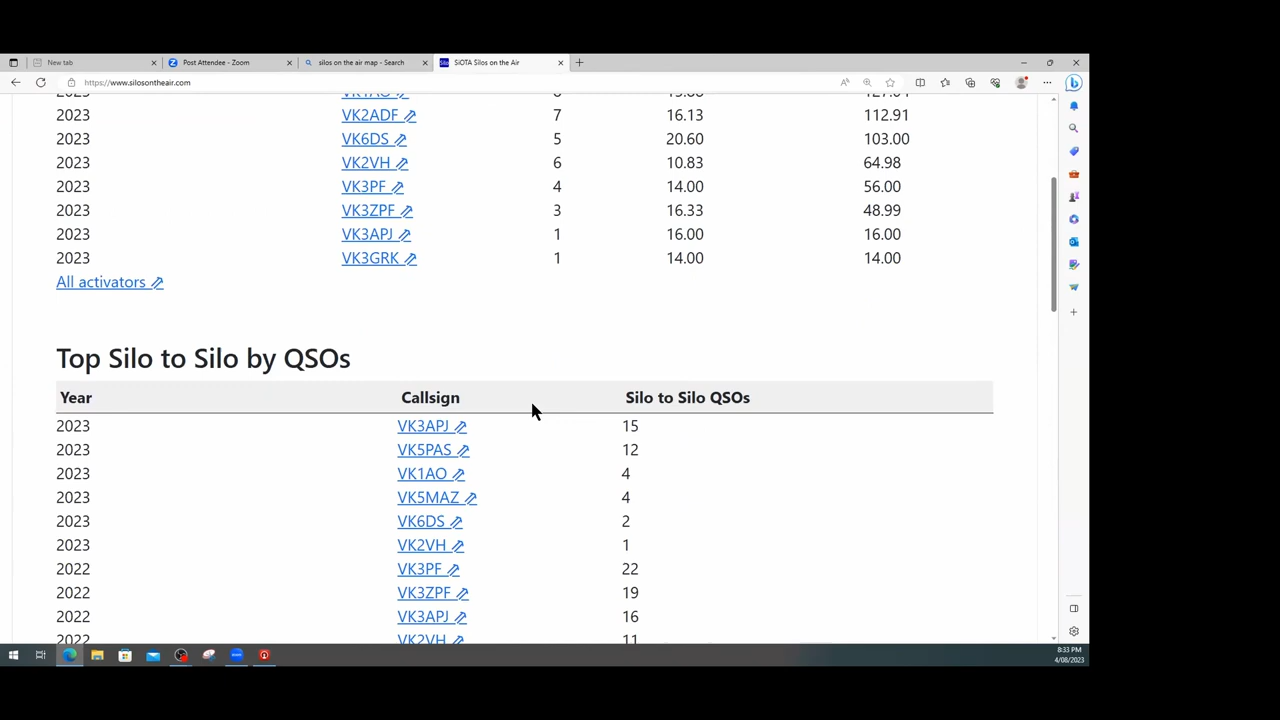 New tab
Post Attendee - Zoom
silos on the air map - Search
SiOTA Silos on the Air
https://www.silosontheair.com
2023 VK2ADF 7 16.13 112.91
2023 VK6DS 5 20.60 103.00
2023 VK2VH 6 10.83 64.98
2023 VK3PF 4 14.00 56.00
2023 VK3ZPF 3 16.33 48.99
2023 VK3APJ 1 16.00 16.00
2023 VK3GRK 1 14.00 14.00
All activators
Top Silo to Silo by QSOs
Year Callsign Silo to Silo QSOs
2023 VK3APJ 15
2023 VK5PAS 12
2023 VK1AO 4
2023 VK5MAZ 4
2023 VK6DS 2
2023 VK2VH 1
2022 VK3PF 22
2022 VK3ZPF 19
2022 VK3APJ 16
2022 VK2VH 11
8:33 PM
4/08/2023